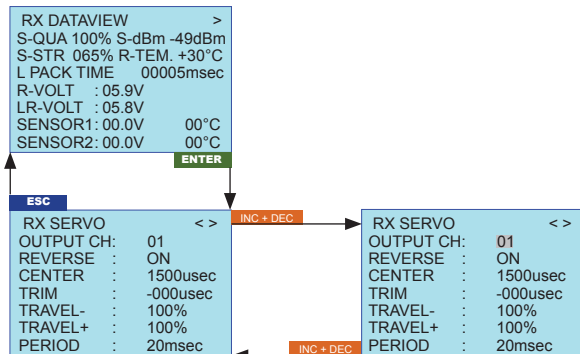 RX DATAVIEW >
S-QUA 100% S-dBm -49dBm
S-STR 065% R-TEM. +30°C
L PACK TIME 00005msec
R-VOLT : 05.9V
LR-VOLT : 05.8V
SENSOR1: 00.0V 00°C
SENSOR2: 00.0V 00°C
ENTER
ESC
RX SERVO < >
OUTPUT CH: 01
REVERSE : ON
CENTER : 1500usec
TRIM : -000usec
TRAVEL- : 100%
TRAVEL+ : 100%
PERIOD : 20msec
INC + DEC
RX SERVO < >
OUTPUT CH: 01
REVERSE : ON
CENTER : 1500usec
TRIM : -000usec
TRAVEL- : 100%
TRAVEL+ : 100%
PERIOD : 20msec
INC + DEC